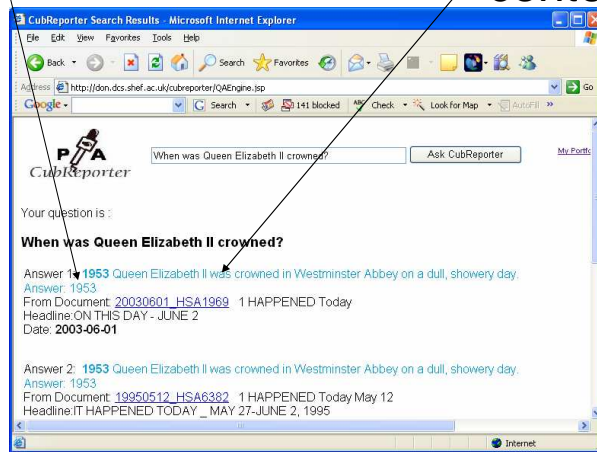 CubReporter Search Results - Microsoft Internet Explorer
File Edit View Favorites Tools Help
Back Search Favorites
Address http://don.dcs.shef.ac.uk/cubreporter/QAEngine.jsp Go
Google Search 141 blocked Check Look for Map AutoFill
PA
CubReporter
When was Queen Elizabeth II crowned? Ask CubReporter My Portfo
Your question is :
When was Queen Elizabeth II crowned?
Answer 1: 1953 Queen Elizabeth II was crowned in Westminster Abbey on a dull, showery day.
Answer: 1953
From Document: 20030601_HSA1969 1 HAPPENED Today
Headline:ON THIS DAY - JUNE 2
Date: 2003-06-01
Answer 2: 1953 Queen Elizabeth II was crowned in Westminster Abbey on a dull, showery day.
Answer: 1953
From Document: 19950512_HSA6382 1 HAPPENED Today May 12
Headline:IT HAPPENED TODAY _ MAY 27-JUNE 2, 1995
Internet